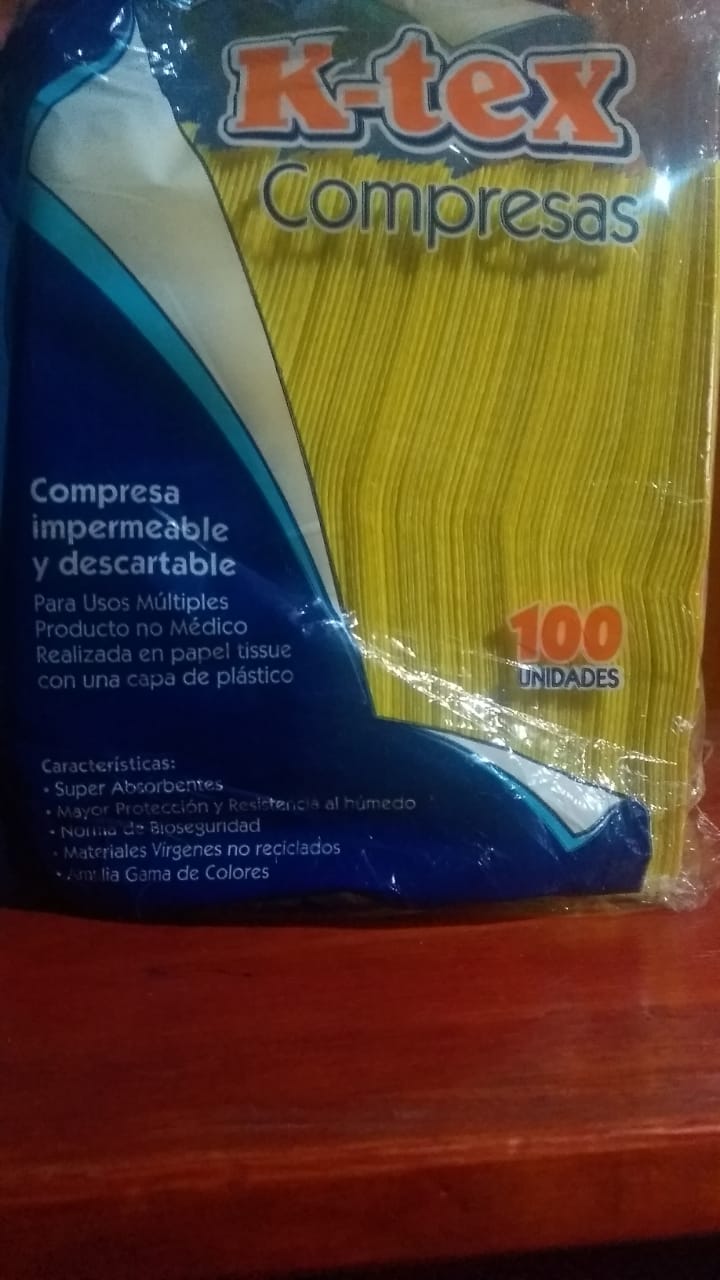 K-tex
Compresas
Compresa
impermeable
y descartable
Para Usos Múltiples
Producto no Médico
Realizada en papel tissue
con una capa de plástico
100
UNIDADES
Características:
• Super Absorbentes
• Mayor Protección y Resistencia al húmedo
• Norma de Bioseguridad
• Materiales Vírgenes no reciclados
• Amplia Gama de Colores